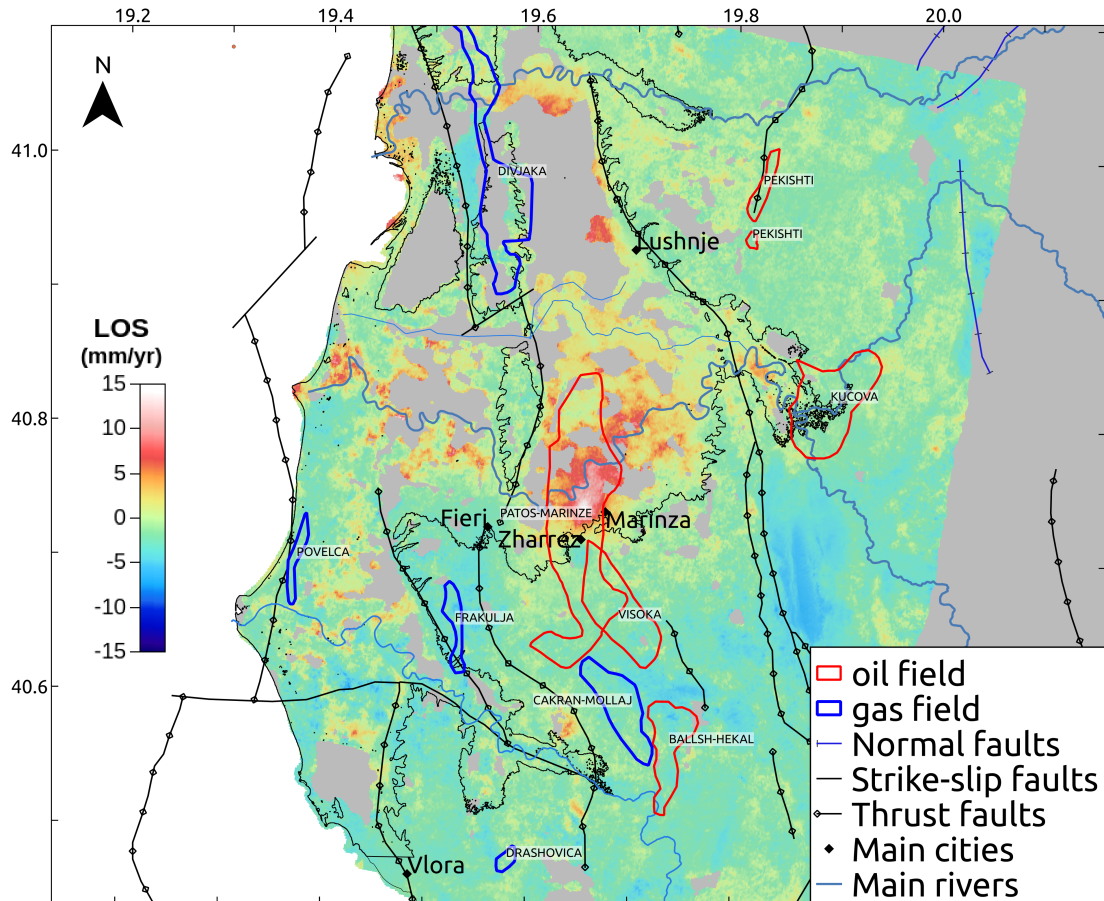 19.2 19.4 19.6 19.8 20.0
N
41.0
DIVJAKA
PEKISHTI
PEKISHTI
Lushnje
LOS
(mm/yr)
15
10
5
0
-5
-10
-15
40.8
KUCOVA
PATOS-MARINZE
Fieri
Marinza
Zharrez
POVELCA
FRAKULJA
VISOKA
40.6
CAKRAN-MOLLAJ
BALLSH-HEKAL
DRASHOVICA
Vlora
oil field
gas field
Normal faults
Strike-slip faults
Thrust faults
Main cities
Main rivers